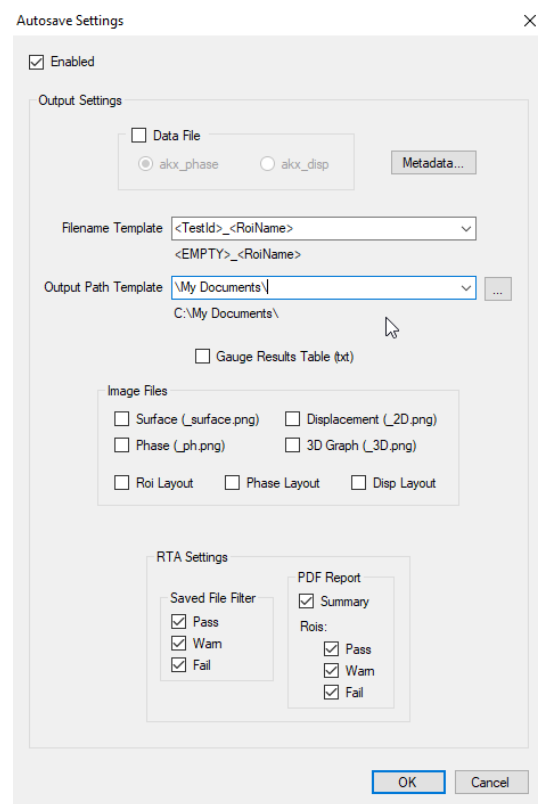 Autosave Settings
Enabled
Output Settings
Data File
akx_phase akx_disp
Metadata...
Filename Template <TestId>_<RoiName>
<EMPTY>_<RoiName>
Output Path Template \My Documents\ ...
C:\My Documents\
Gauge Results Table (txt)
Image Files
Surface (_surface.png) Displacement (_2D.png)
Phase (_ph.png) 3D Graph (_3D.png)
Roi Layout Phase Layout Disp Layout
RTA Settings
Saved File Filter
Pass
Warn
Fail
PDF Report
Summary
Rois:
Pass
Warn
Fail
OK Cancel